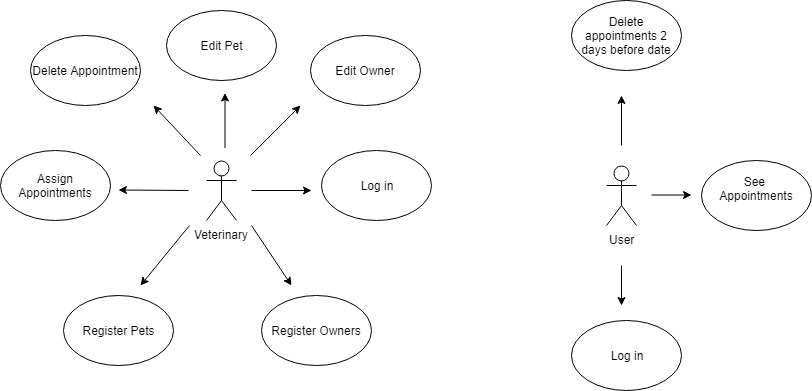 Edit Pet
Delete Appointment
Edit Owner
Assign
Appointments
Log in
Veterinary
Register Pets
Register Owners
Delete
appointments 2
days before date
See
Appointments
User
Log in